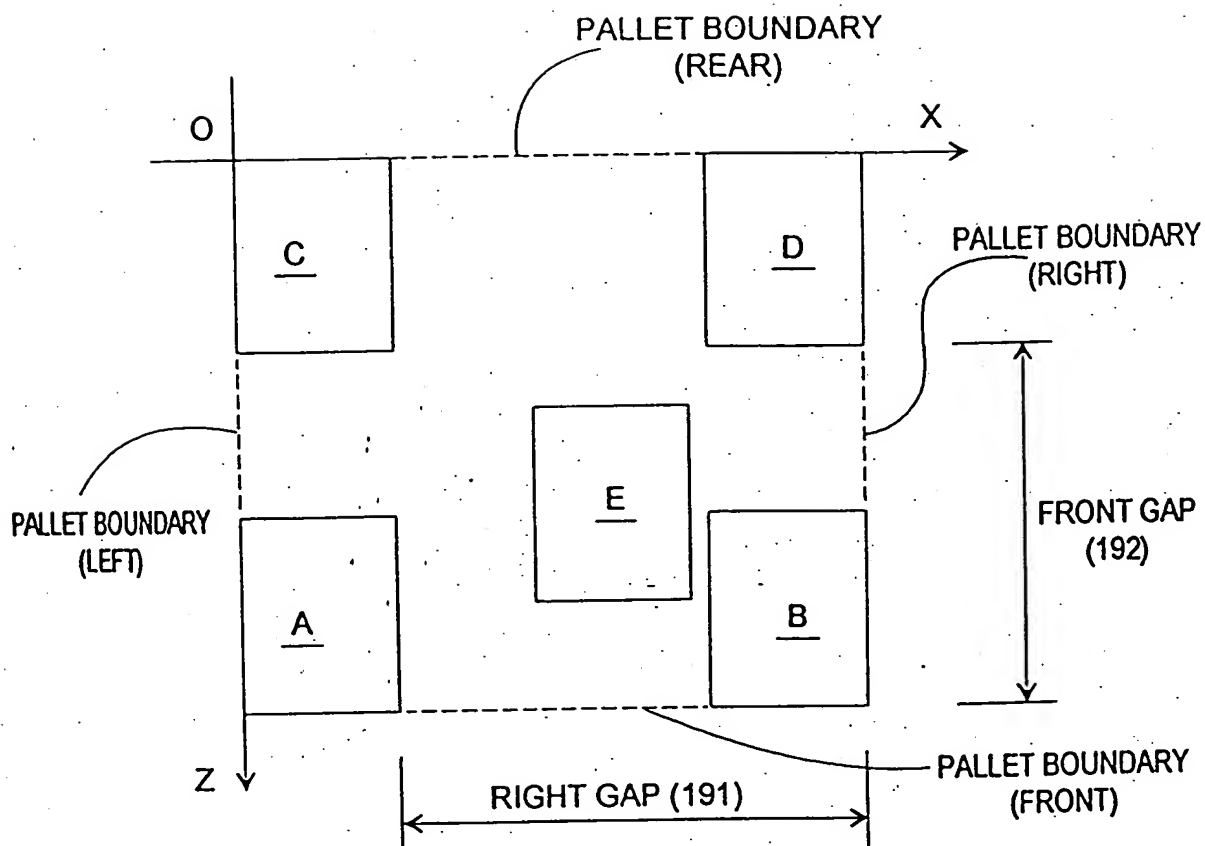 PALLET BOUNDARY
(REAR)
O
X
C
D
PALLET BOUNDARY
(RIGHT)
E
FRONT GAP
(192)
PALLET BOUNDARY
(LEFT)
A
B
Z
RIGHT GAP (191)
PALLET BOUNDARY
(FRONT)